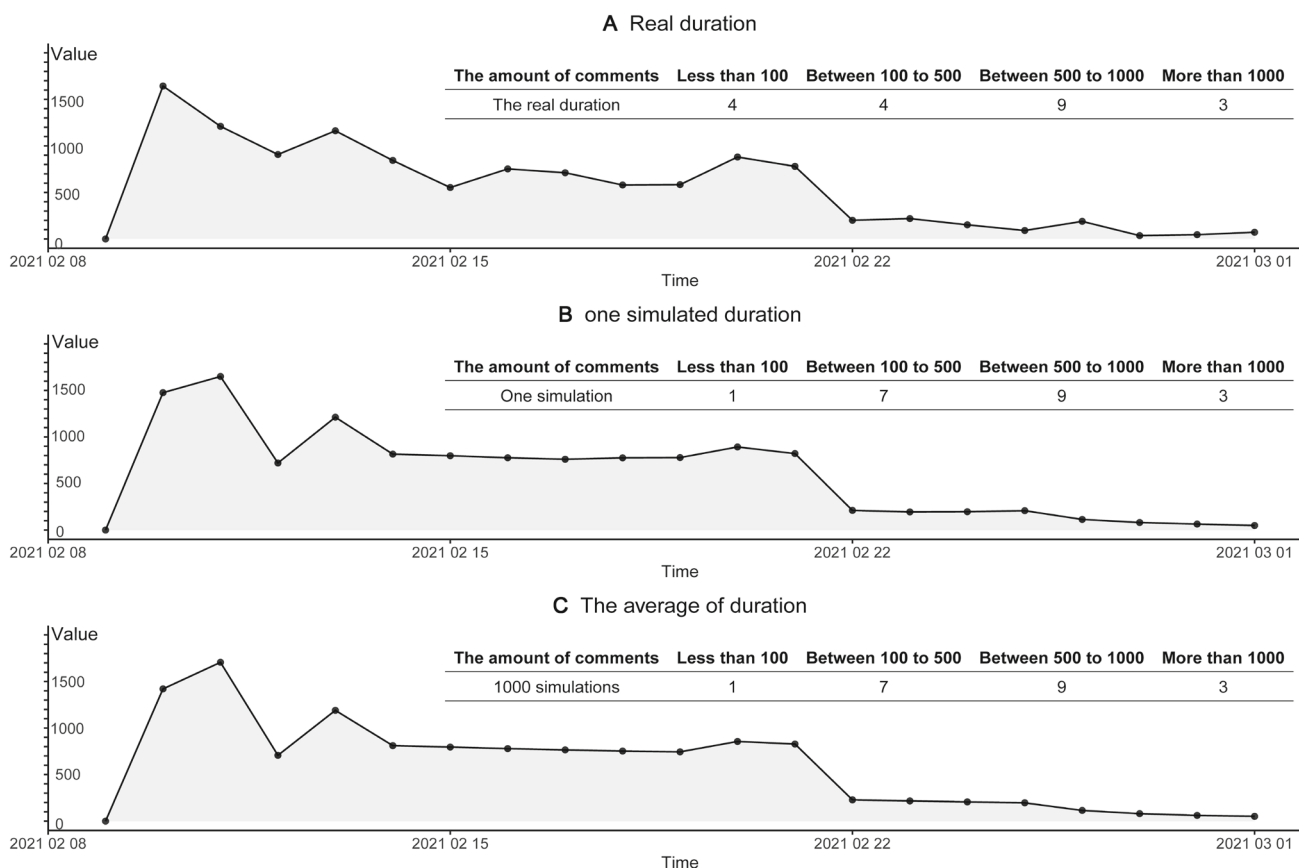 A Real duration
Value
The amount of comments Less than 100 Between 100 to 500 Between 500 to 1000 More than 1000
The real duration 4 4 9 3
1500
1000
500
0
2021 02 08 2021 02 15 2021 02 22 2021 03 01
Time
B one simulated duration
Value
The amount of comments Less than 100 Between 100 to 500 Between 500 to 1000 More than 1000
One simulation 1 7 9 3
1500
1000
500
0
2021 02 08 2021 02 15 2021 02 22 2021 03 01
Time
C The average of duration
Value
The amount of comments Less than 100 Between 100 to 500 Between 500 to 1000 More than 1000
1000 simulations 1 7 9 3
1500
1000
500
0
2021 02 08 2021 02 15 2021 02 22 2021 03 01
Time